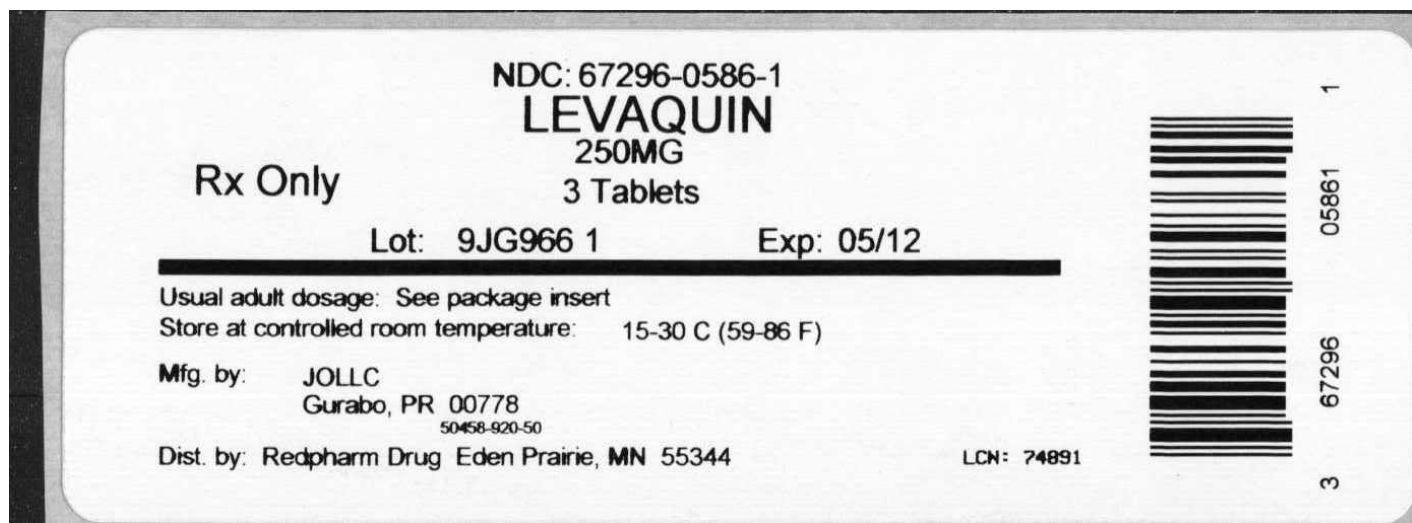 NDC: 67296-0586-1
LEVAQUIN
250MG
Rx Only
3 Tablets
Lot: 9JG966 1 Exp: 05/12
Usual adult dosage: See package insert
Store at controlled room temperature: 15-30 C (59-86 F)
Mfg. by: JOLLC
Gurabo, PR 00778
50458-920-50
Dist. by: Redpharm Drug Eden Prairie, MN 55344
LCN: 74891
3 67296 05861 1